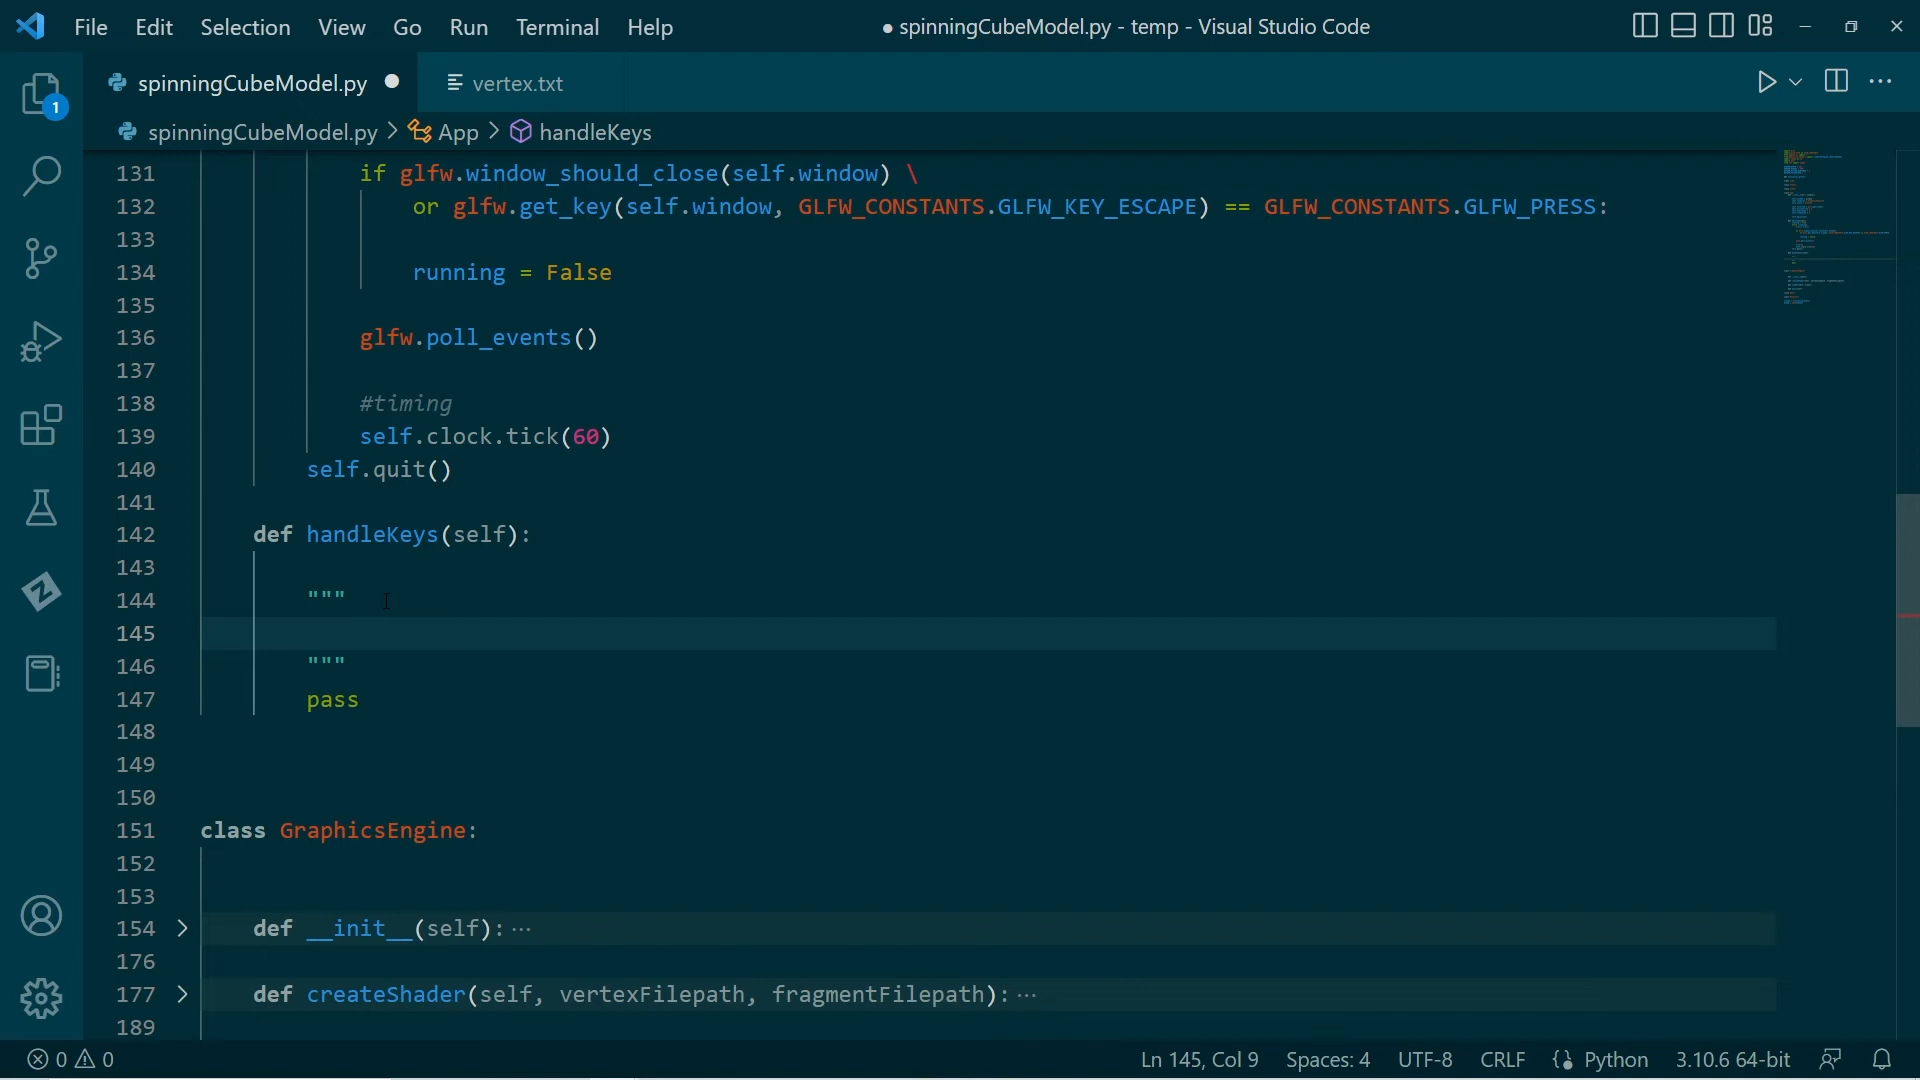 File Edit Selection View Go Run Terminal Help ● spinningCubeModel.py - temp - Visual Studio Code
spinningCubeModel.py ● vertex.txt
1
spinningCubeModel.py > App > handleKeys
131 if glfw.window_should_close(self.window) \
132 or glfw.get_key(self.window, GLFW_CONSTANTS.GLFW_KEY_ESCAPE) == GLFW_CONSTANTS.GLFW_PRESS:
133
134 running = False
135
136 glfw.poll_events()
137
138 #timing
139 self.clock.tick(60)
140 self.quit()
141
142 def handleKeys(self):
143
144 """
145
146 """
147 pass
148
149
150
151 class GraphicsEngine:
152
153
154 > def __init__(self):···
176
177 > def createShader(self, vertexFilepath, fragmentFilepath):···
189
0 0 Ln 145, Col 9 Spaces: 4 UTF-8 CRLF Python 3.10.6 64-bit